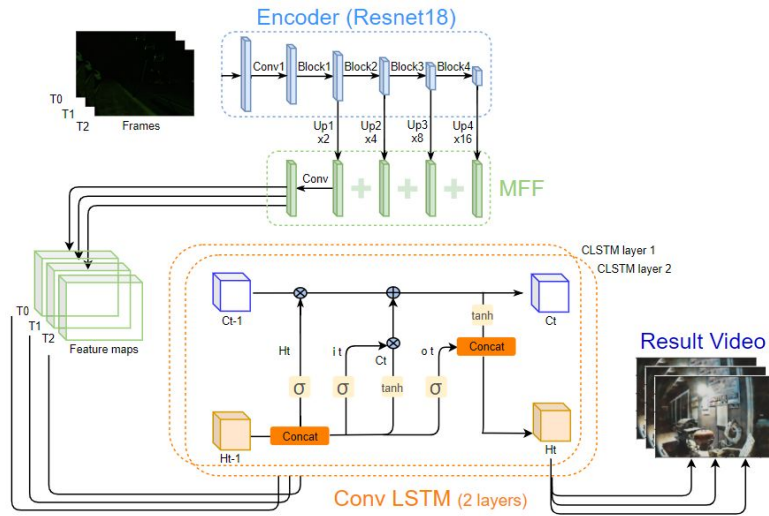 Encoder (Resnet18)
Conv1
Block1
Block2
Block3
Block4
T0
T1
T2
Frames
Up1
x2
Up2
x4
Up3
x8
Up4
x16
Conv
MFF
CLSTM layer 1
CLSTM layer 2
T0
T1
T2
Feature maps
Ct-1
Ct
tanh
Ht
i t
Ct
o t
Concat
σ
σ
tanh
σ
Concat
Ht-1
Ht
Result Video
Conv LSTM (2 layers)